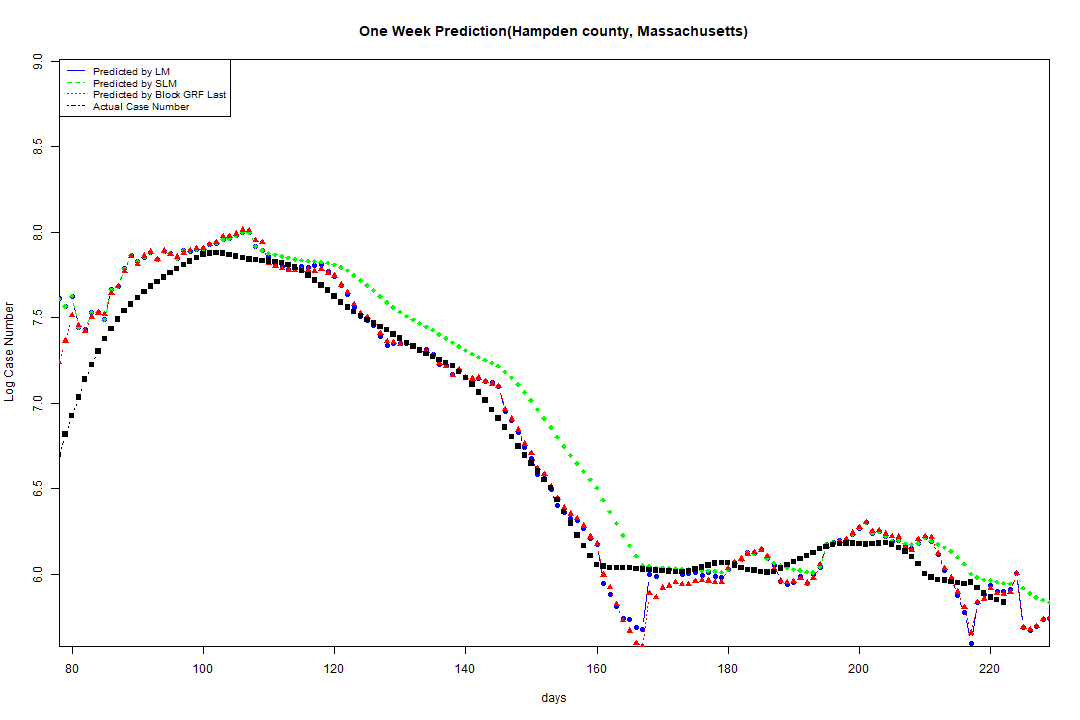 One Week Prediction(Hampden county, Massachusetts)
Predicted by LM
Predicted by SLM
Predicted by Block GRF Last
Actual Case Number
Log Case Number
9.0
8.5
8.0
7.5
7.0
6.5
6.0
80 100 120 140 160 180 200 220
days